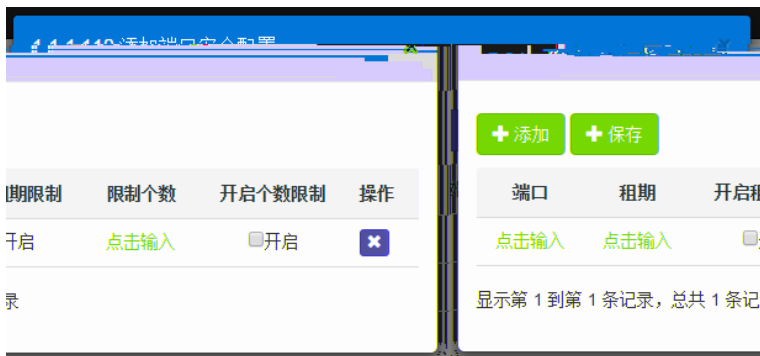 添加 保存
期限制 限制个数 开启个数限制 操作
端口 租期 开启租
开启 点击输入 开启
点击输入 点击输入
录
显示第 1 到第 1 条记录，总共 1 条记